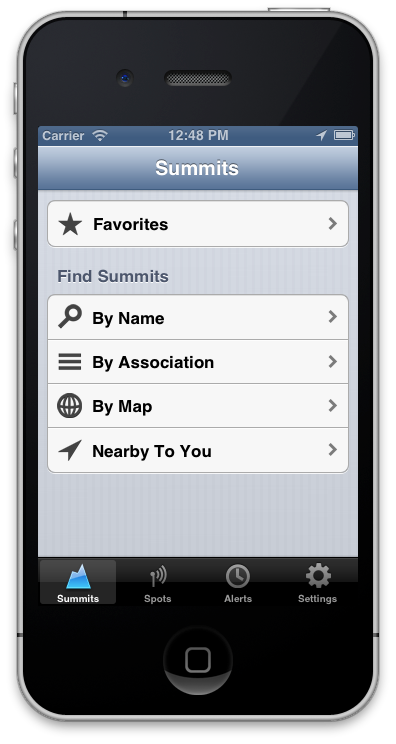 Carrier 12:48 PM
Summits
Favorites
Find Summits
By Name
By Association
By Map
Nearby To You
Summits Spots Alerts Settings